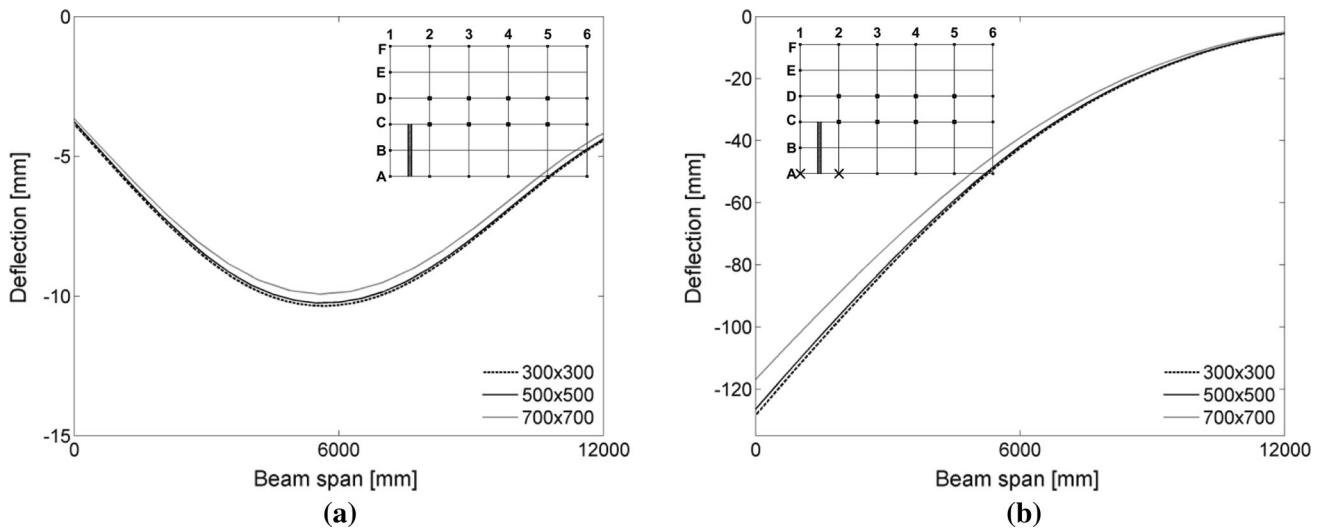 0
-5
-10
-15
Deflection [mm]
1 2 3 4 5 6
F
E
D
C
B
A
300x300
500x500
700x700
0 6000 12000
Beam span [mm]
(a)
0
-20
-40
-60
-80
-100
-120
Deflection [mm]
1 2 3 4 5 6
F
E
D
C
B
A
300x300
500x500
700x700
0 6000 12000
Beam span [mm]
(b)